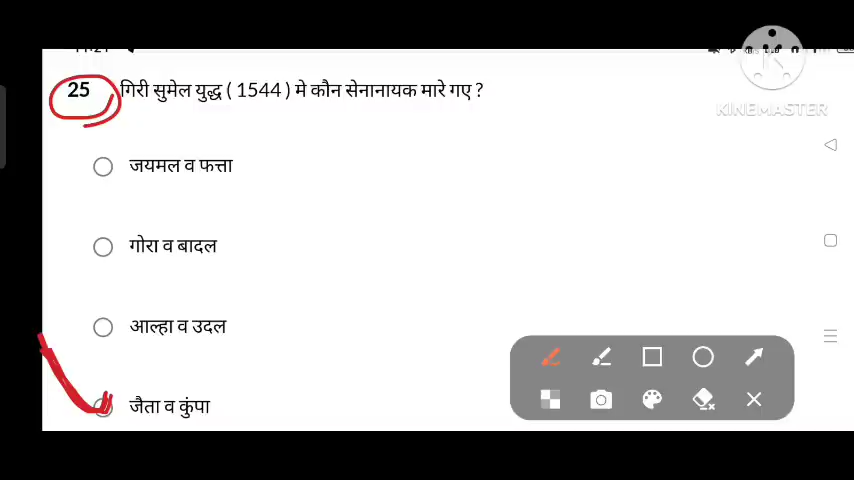 25 गिरी सुमेल युद्ध ( 1544 ) मे कौन सेनानायक मारे गए ?
KINEMASTER
जयमल व फत्ता
गोरा व बादल
आल्हा व उदल
जैता व कुंपा